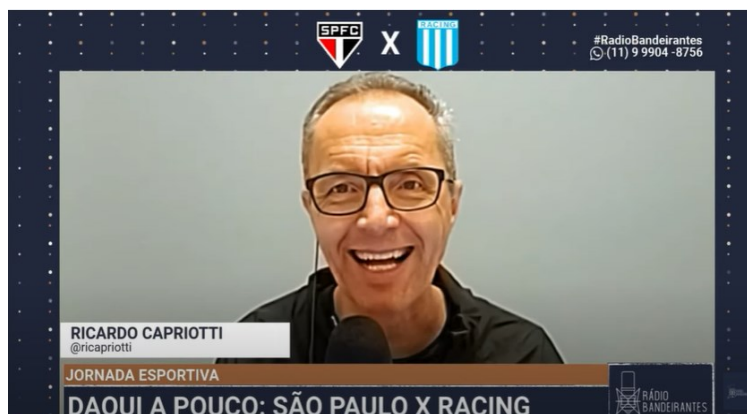 SPFC
X
RACING
#RadioBandeirantes
(11) 9 9904 -8756
RICARDO CAPRIOTTI
@ricapriotti
JORNADA ESPORTIVA
DAQUI A POUCO: SÃO PAULO X RACING
RÁDIO
BANDEIRANTES